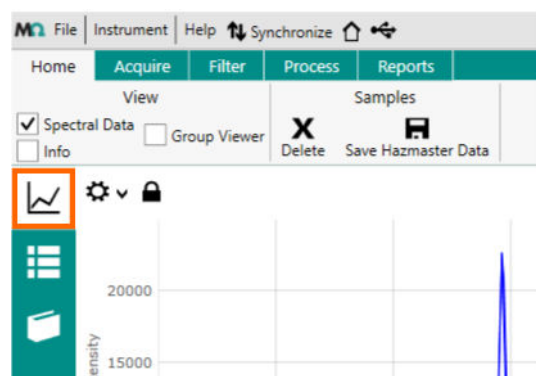 MΩ File Instrument Help Synchronize
Home Acquire Filter Process Reports
View Samples
Spectral Data Group Viewer
Info Delete Save Hazmaster Data
20000
15000
ensity